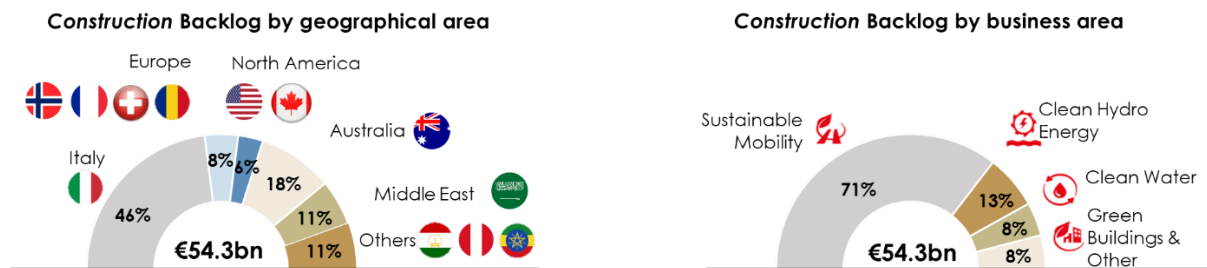 Construction Backlog by geographical area
Europe
North America
Australia
Italy
Middle East
Others
46%
8%
6%
18%
11%
11%
€54.3bn
Construction Backlog by business area
Sustainable
Mobility
Clean Hydro
Energy
Clean Water
Green
Buildings &
Other
71%
13%
8%
8%
€54.3bn